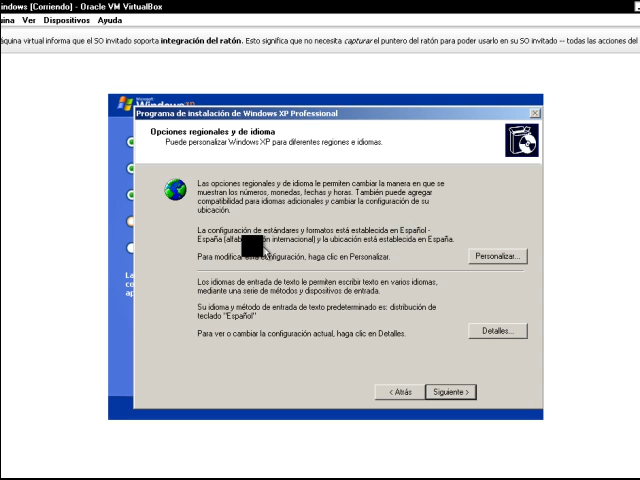 indows [Corriendo] - Oracle VM VirtualBox
uina Ver Dispositivos Ayuda
áquina virtual informa que el SO invitado soporta integración del ratón. Esto significa que no necesita capturar el puntero del ratón para poder usarlo en su SO invitado -- todas las acciones del
Microsoft
Windows XP
Programa de instalación de Windows XP Professional
Opciones regionales y de idioma
Puede personalizar Windows XP para diferentes regiones e idiomas.
Las opciones regionales y de idioma le permiten cambiar la manera en que se
muestran los números, monedas, fechas y horas. También puede agregar
compatibilidad para idiomas adicionales y cambiar la configuración de su
ubicación.
La configuración de estándares y formatos está establecida en Español -
España (alfab ón internacional) y la ubicación está establecida en España.
Para modificar esta configuración, haga clic en Personalizar.
Personalizar...
Los idiomas de entrada de texto le permiten escribir texto en varios idiomas,
mediante una serie de métodos y dispositivos de entrada.
Su idioma y método de entrada de texto predeterminado es: distribución de
teclado "Español"
Para ver o cambiar la configuración actual, haga clic en Detalles.
Detalles...
La
co
ap
< Atrás
Siguiente >